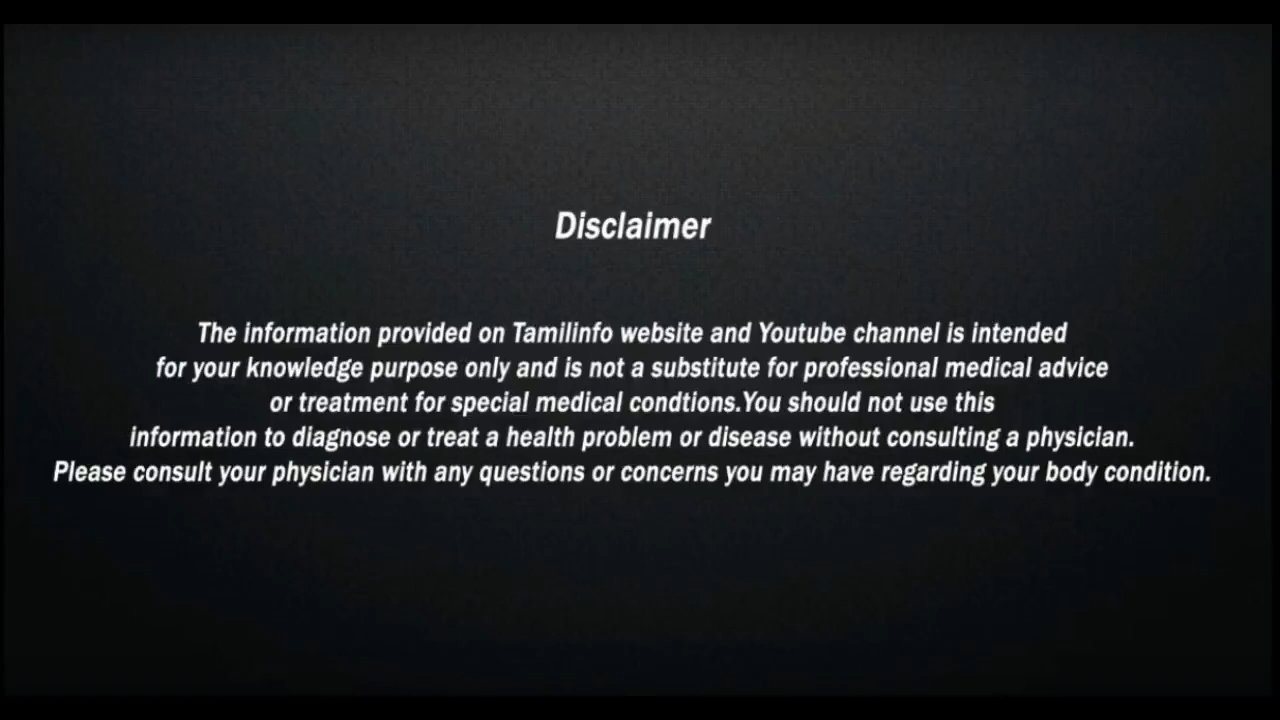 Disclaimer
The information provided on Tamilinfo website and Youtube channel is intended
for your knowledge purpose only and is not a substitute for professional medical advice
or treatment for special medical condtions.You should not use this
information to diagnose or treat a health problem or disease without consulting a physician.
Please consult your physician with any questions or concerns you may have regarding your body condition.